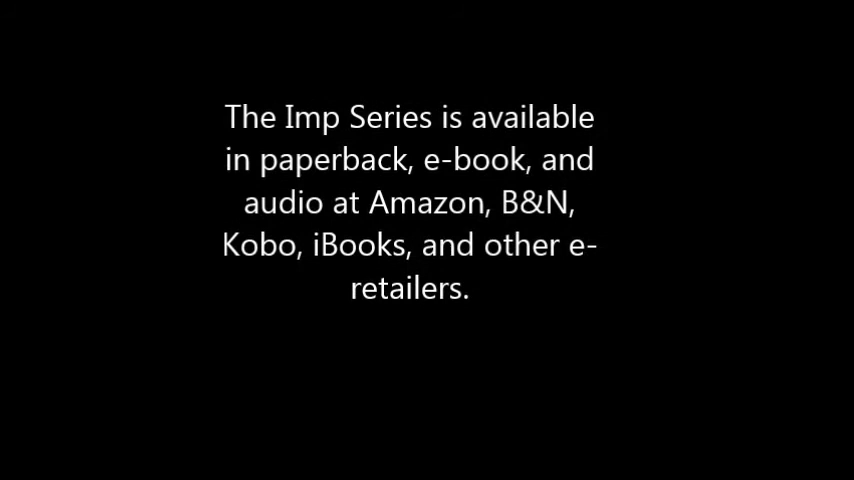 The Imp Series is available
in paperback, e-book, and
audio at Amazon, B&N,
Kobo, iBooks, and other e-
retailers.